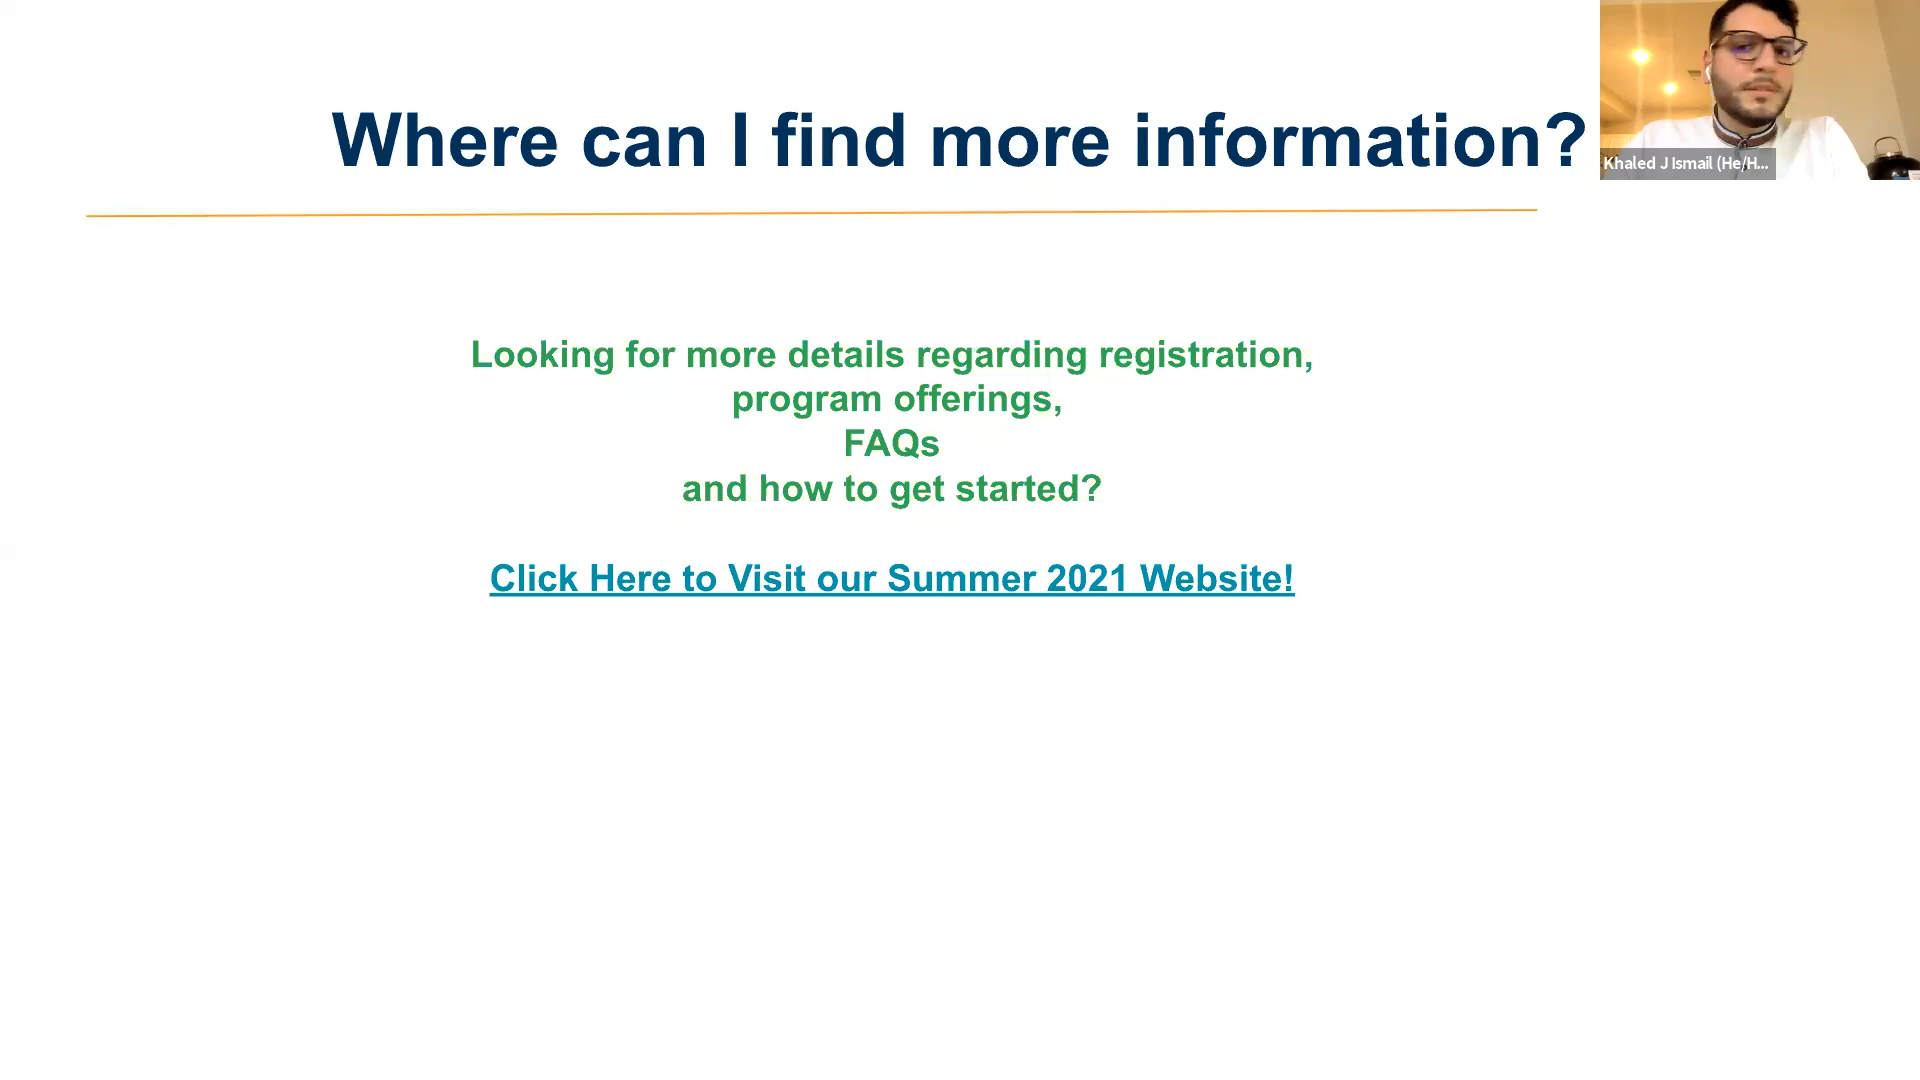 Where can I find more information?
Khaled J Ismail (He/H...
Looking for more details regarding registration,
program offerings,
FAQs
and how to get started?
Click Here to Visit our Summer 2021 Website!